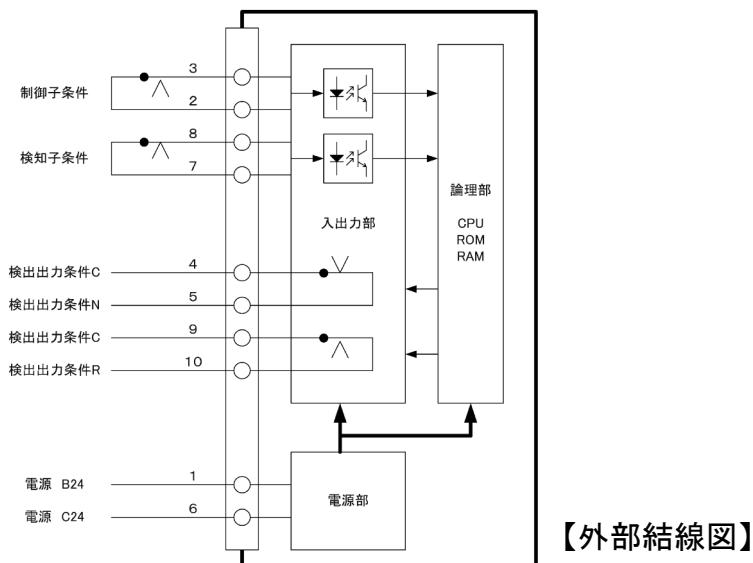 制御子条件
3
2
検知子条件
8
7
入出力部
論理部
CPU
ROM
RAM
検出出力条件C
4
検出出力条件N
5
検出出力条件C
9
検出出力条件R
10
電源 B24
1
電源 C24
6
電源部
【外部結線図】